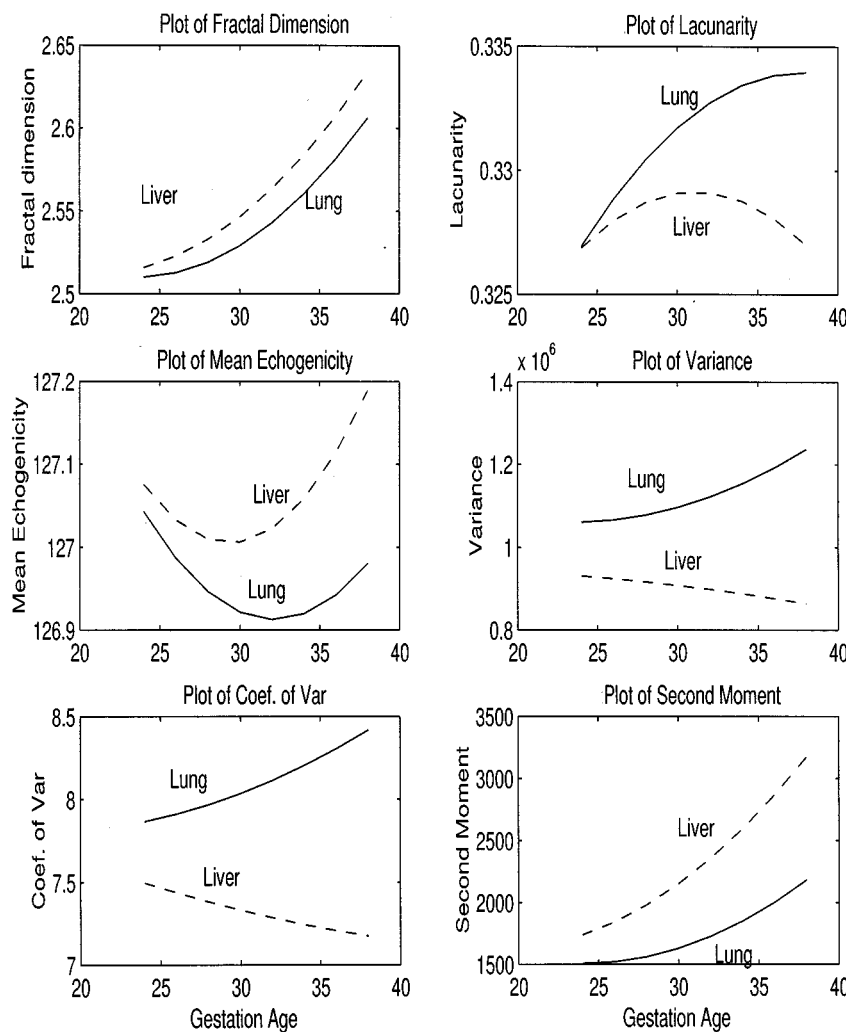 Plot of Fractal Dimension
2.65
2.6
2.55
2.5
Fractal dimension
Liver
Lung
20 25 30 35 40
Plot of Lacunarity
0.335
0.33
0.325
Lacunarity
Lung
Liver
20 25 30 35 40
Plot of Mean Echogenicity
127.2
127.1
127
126.9
Mean Echogenicity
Liver
Lung
20 25 30 35 40
Plot of Variance
x 10^6
1.4
1.2
1
0.8
Variance
Lung
Liver
20 25 30 35 40
Plot of Coef. of Var
8.5
8
7.5
7
Coef. of Var
Lung
Liver
20 25 30 35 40
Gestation Age
Plot of Second Moment
3500
3000
2500
2000
1500
Second Moment
Liver
Lung
20 25 30 35 40
Gestation Age